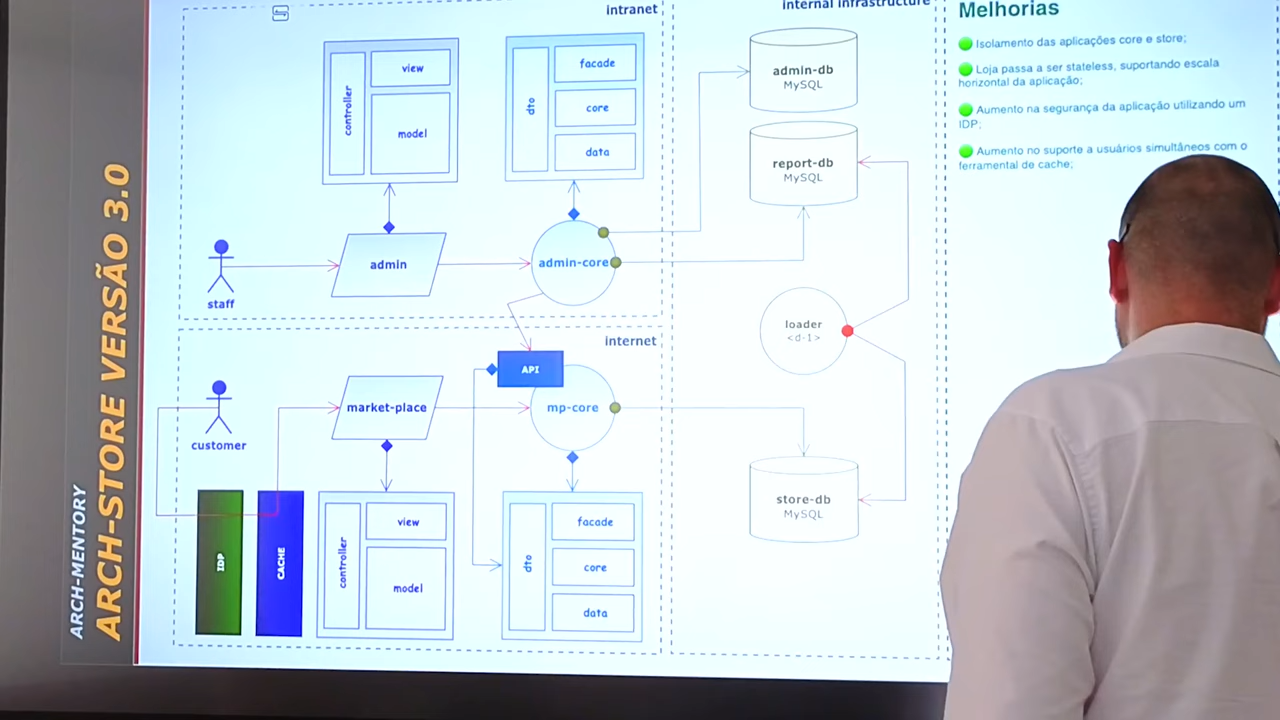 ARCH-MENTORY
ARCH-STORE VERSÃO 3.0
intranet
controller
view
model
dto
facade
core
data
staff
admin
admin-core
internet
customer
market-place
API
mp-core
IDP
CACHE
controller
view
model
dto
facade
core
data
internal infrastructure
admin-db
MySQL
report-db
MySQL
loader
<d-1>
store-db
MySQL
Melhorias
Isolamento das aplicações core e store;
Loja passa a ser stateless, suportando escala
horizontal da aplicação;
Aumento na segurança da aplicação utilizando um
IDP;
Aumento no suporte a usuários simultâneos com o
ferramental de cache;